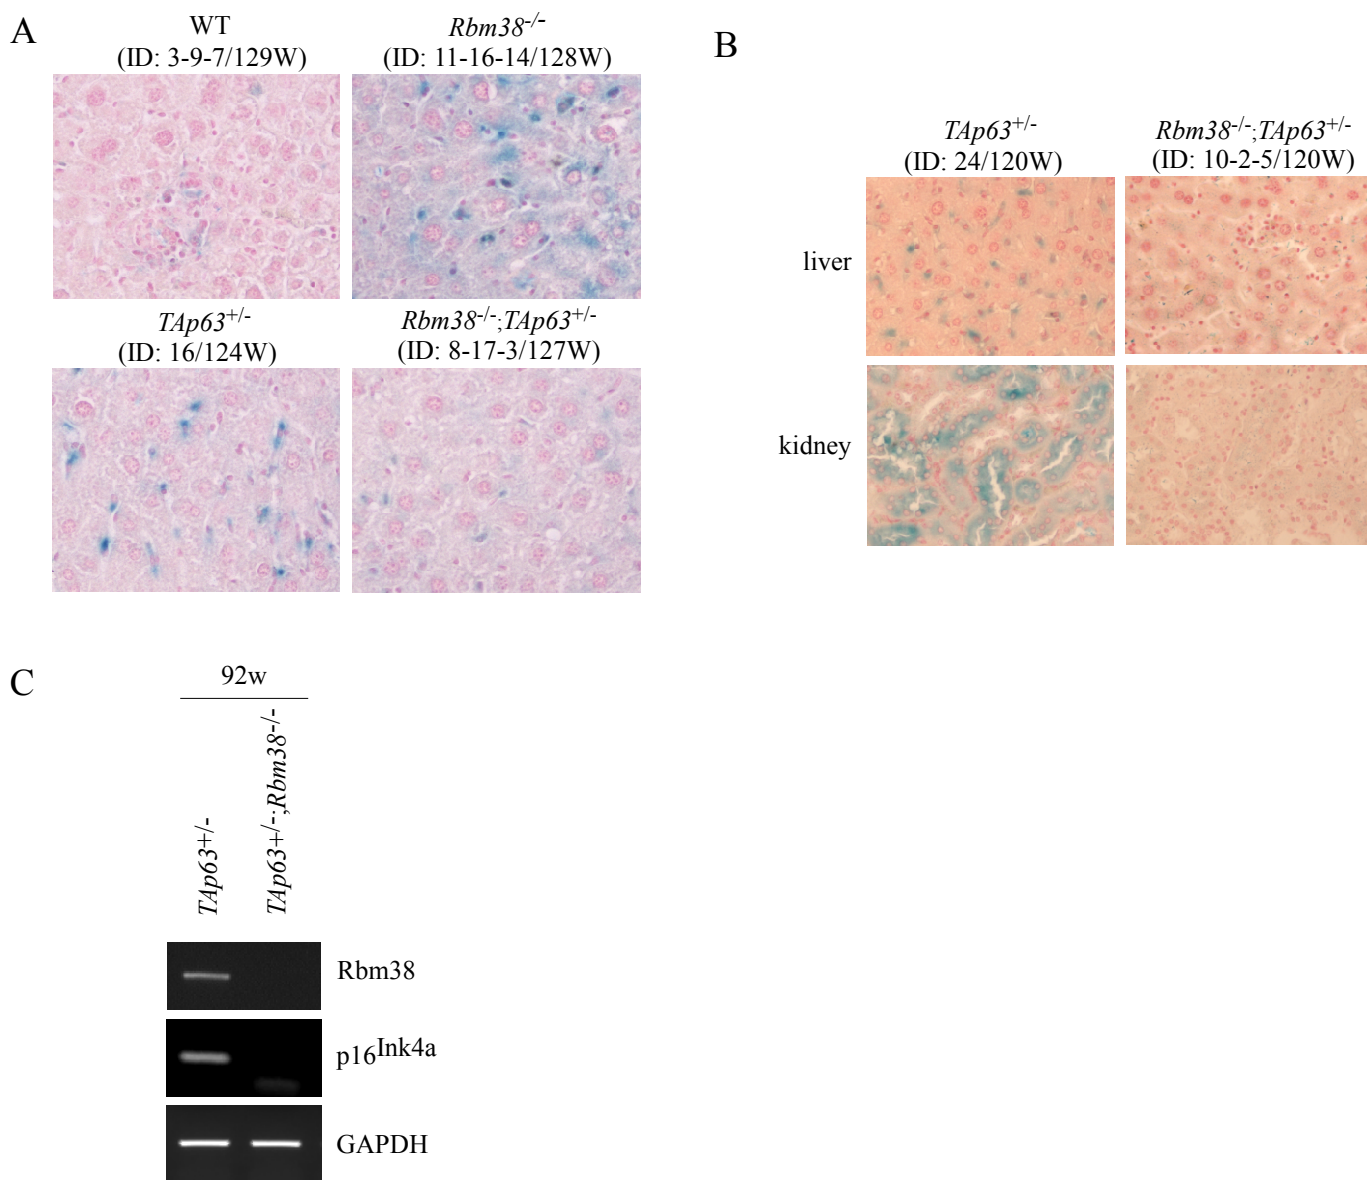 A
WT
(ID: 3-9-7/129W)
Rbm38-/-
(ID: 11-16-14/128W)
TAp63+/-
(ID: 16/124W)
Rbm38-/-;TAp63+/-
(ID: 8-17-3/127W)
B
TAp63+/-
(ID: 24/120W)
Rbm38-/-;TAp63+/-
(ID: 10-2-5/120W)
liver
kidney
C
92w
TAp63+/-
TAp63+/-;Rbm38-/-
Rbm38
p16Ink4a
GAPDH